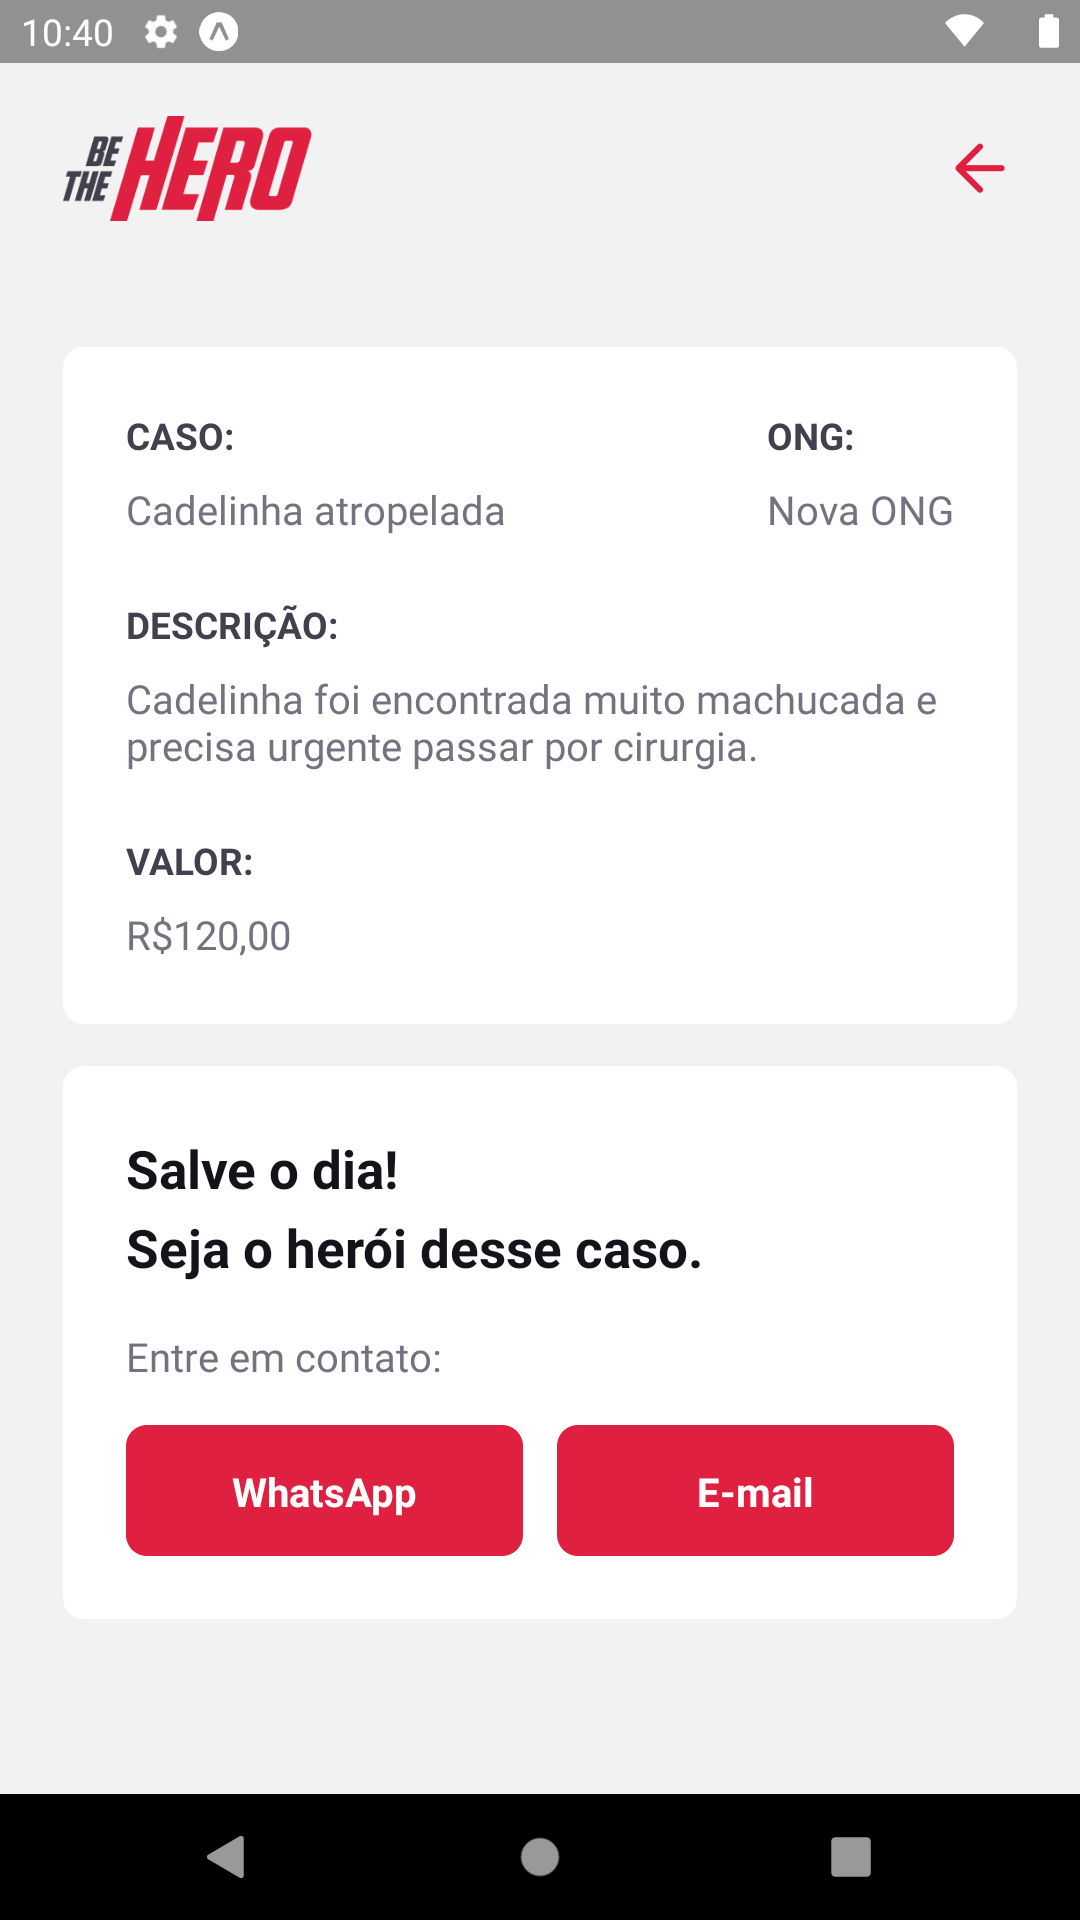 10:40
BE
THE HERO
CASO:
ONG:
Cadelinha atropelada
Nova ONG
DESCRIÇÃO:
Cadelinha foi encontrada muito machucada e
precisa urgente passar por cirurgia.
VALOR:
R$120,00
Salve o dia!
Seja o herói desse caso.
Entre em contato:
WhatsApp
E-mail